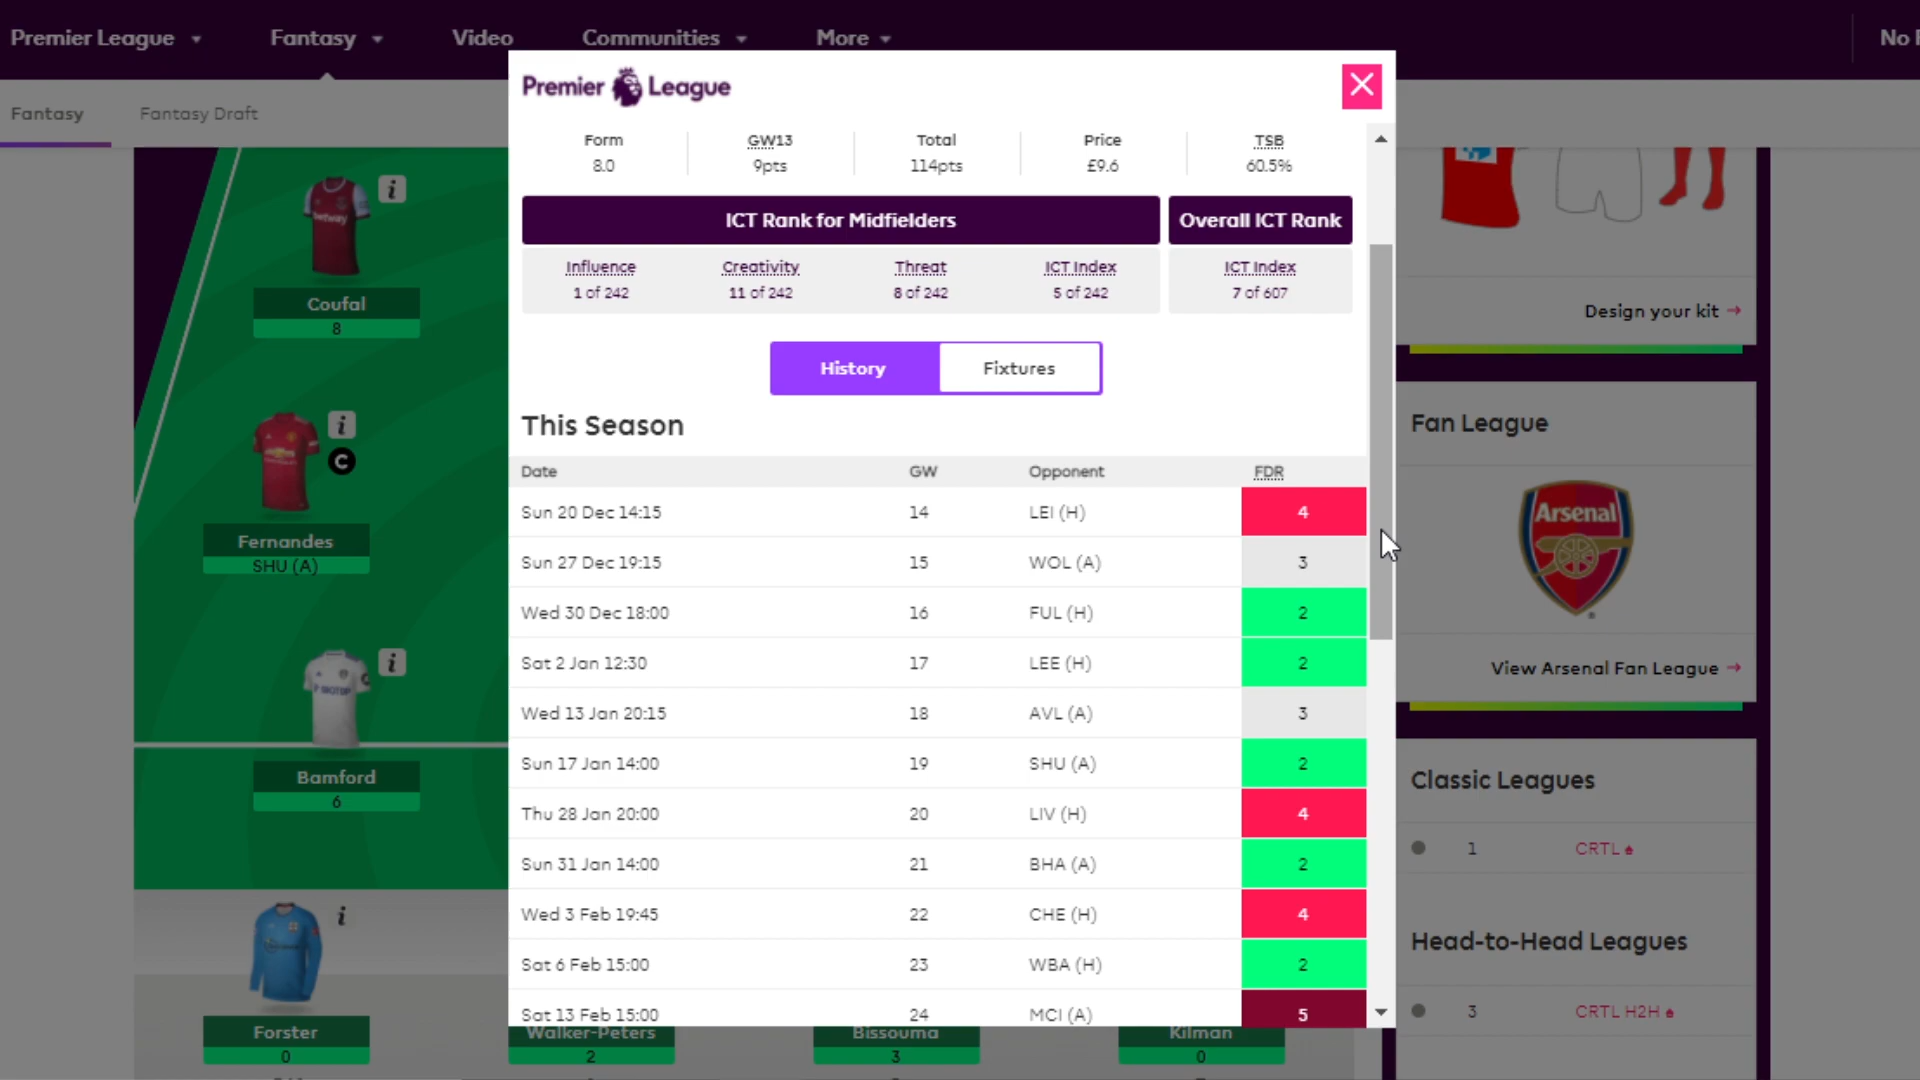 Premier League
Fantasy
Video
Communities
More
No
Fantasy
Fantasy Draft
Premier League
Form
GW13
Total
Price
TSB
8.0
9pts
114pts
£9.6
60.5%
ICT Rank for Midfielders
Overall ICT Rank
Influence
Creativity
Threat
ICT Index
ICT Index
1 of 242
11 of 242
8 of 242
5 of 242
7 of 607
History
Fixtures
This Season
Date GW Opponent FDR
Sun 20 Dec 14:15 14 LEI (H) 4
Sun 27 Dec 19:15 15 WOL (A) 3
Wed 30 Dec 18:00 16 FUL (H) 2
Sat 2 Jan 12:30 17 LEE (H) 2
Wed 13 Jan 20:15 18 AVL (A) 3
Sun 17 Jan 14:00 19 SHU (A) 2
Thu 28 Jan 20:00 20 LIV (H) 4
Sun 31 Jan 14:00 21 BHA (A) 2
Wed 3 Feb 19:45 22 CHE (H) 4
Sat 6 Feb 15:00 23 WBA (H) 2
Sat 13 Feb 15:00 24 MCI (A) 5
betway
i
Coufal
8
i
C
Fernandes
SHU (A)
i
Bamford
6
i
Forster
0
Walker-Peters
2
Bissouma
3
Kilman
0
Design your kit →
Fan League
Arsenal
View Arsenal Fan League →
Classic Leagues
1 CRTL
Head-to-Head Leagues
3 CRTL H2H